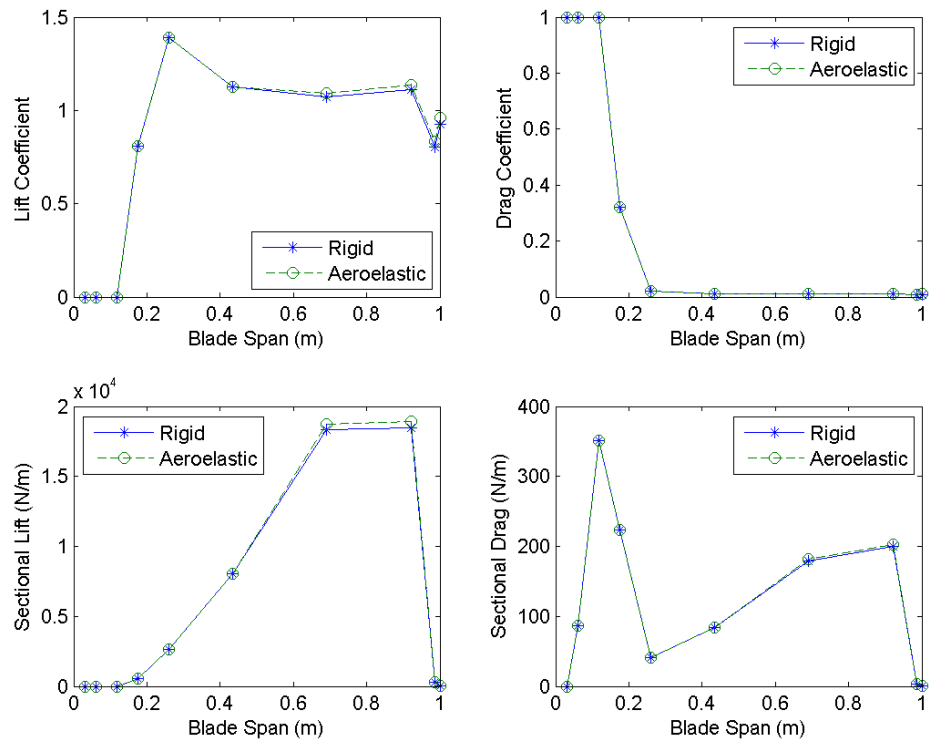 1.5
1
0.5
0
Lift Coefficient
0
0.2
0.4
0.6
0.8
1
Blade Span (m)
Rigid
Aeroelastic
1
0.8
0.6
0.4
0.2
0
Drag Coefficient
0
0.2
0.4
0.6
0.8
1
Blade Span (m)
Rigid
Aeroelastic
x 10^4
2
1.5
1
0.5
0
Sectional Lift (N/m)
0
0.2
0.4
0.6
0.8
1
Blade Span (m)
Rigid
Aeroelastic
400
300
200
100
0
Sectional Drag (N/m)
0
0.2
0.4
0.6
0.8
1
Blade Span (m)
Rigid
Aeroelastic